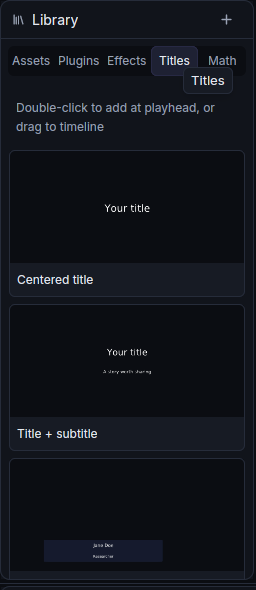 Library
Assets Plugins Effects Titles Math
Titles
Double-click to add at playhead, or
drag to timeline
Your title
Centered title
Your title
A story worth sharing
Title + subtitle
Jane Doe
Researcher